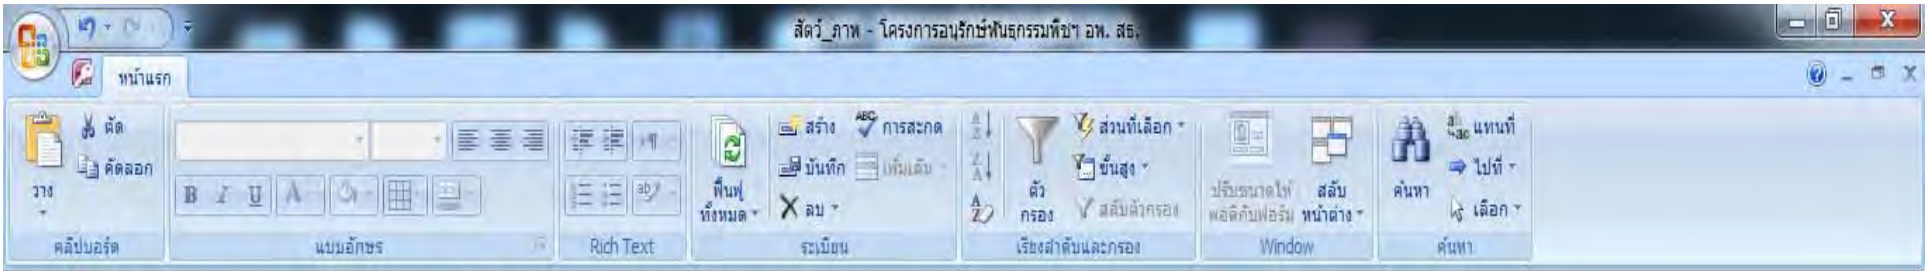 สัตว์_ภาพ - โครงการอนุรักษ์พันธุกรรมพืชฯ อพ. สธ.
หน้าแรก
วาง
ตัด
คัดลอก
คลิปบอร์ด
B I U A
แบบอักษร
ab
Rich Text
ฟื้นฟู
ทั้งหมด
สร้าง
บันทึก
ลบ
ABC การสะกด
เพิ่มเติม
ระเบียน
A Z
Z A
A Z
ตัว
กรอง
ส่วนที่เลือก
ขั้นสูง
สลับตัวกรอง
เรียงลำดับและกรอง
ปรับขนาดให้
พอดีกับฟอร์ม
สลับ
หน้าต่าง
Window
ค้นหา
ab ac แทนที่
ไปที่
เลือก
ค้นหา